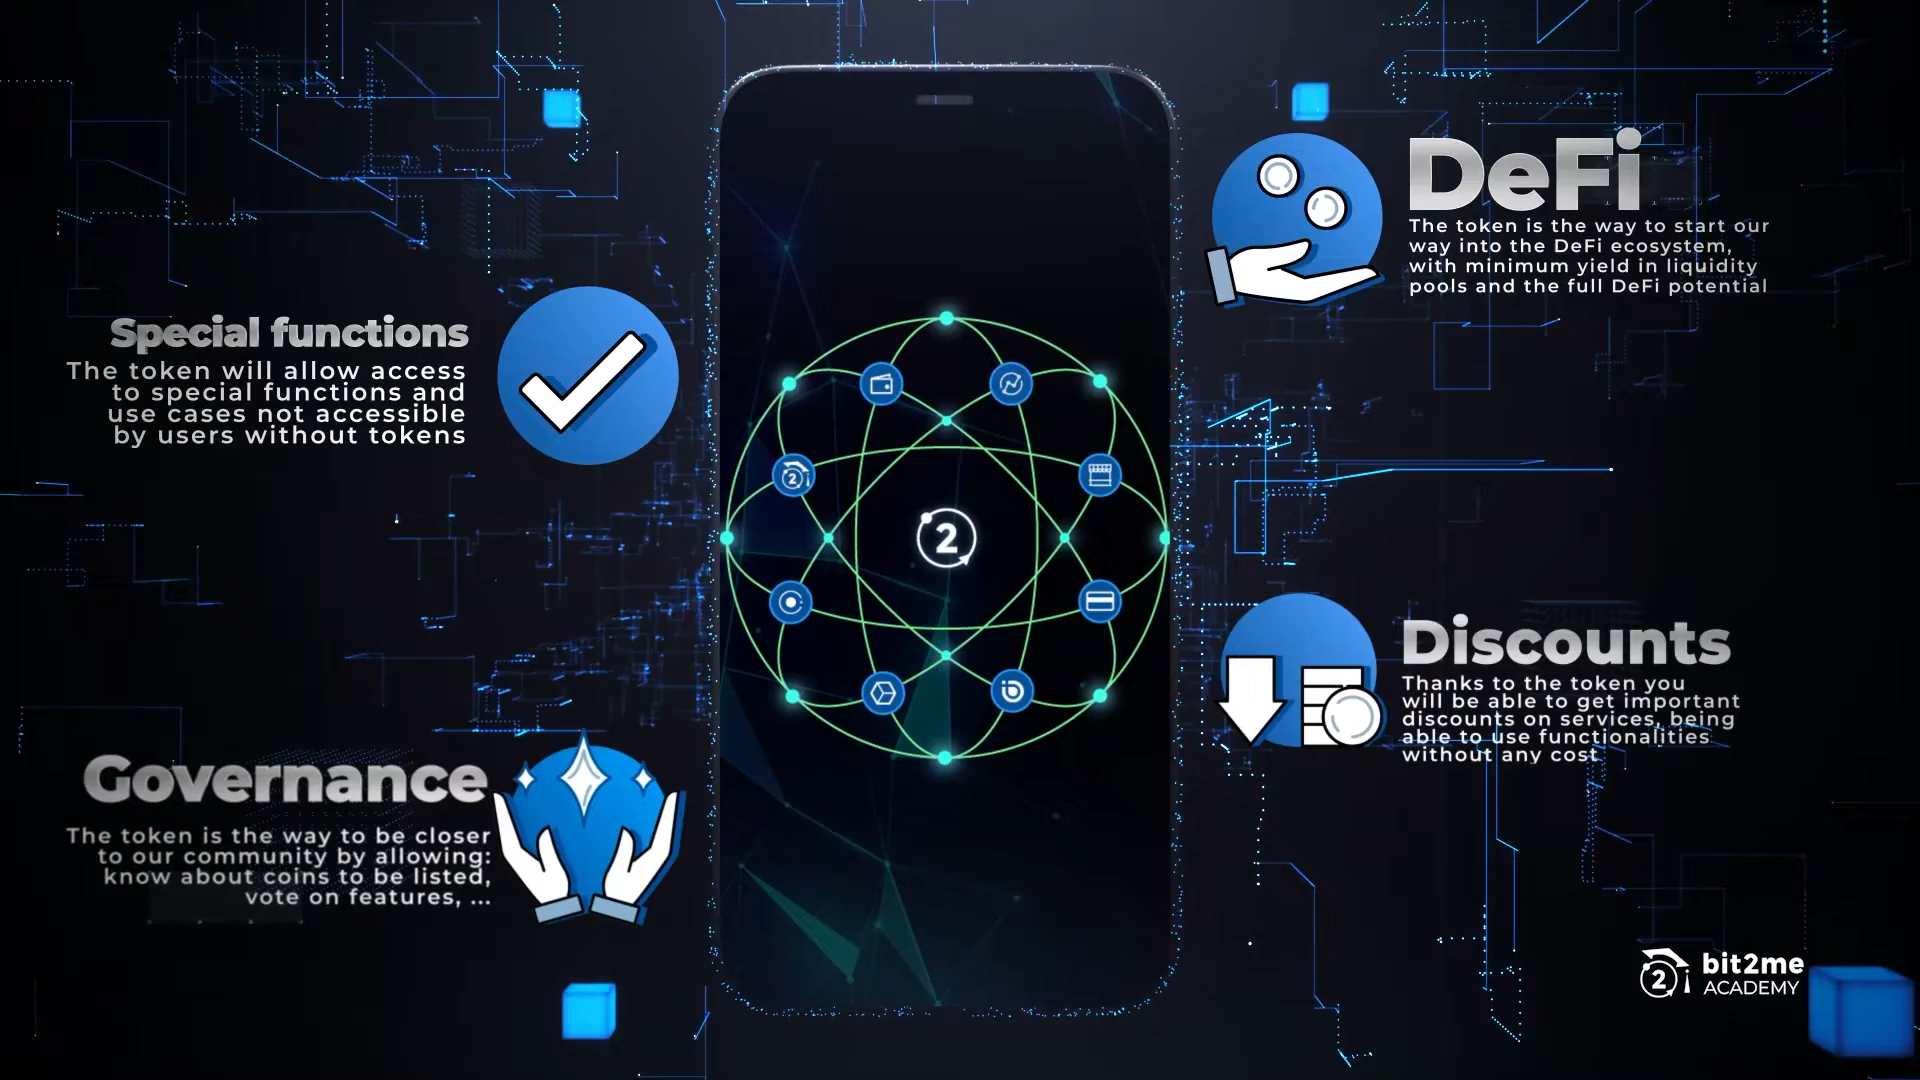 Special functions
The token will allow access
to special functions and
use cases not accessible
by users without tokens
Governance
The token is the way to be closer
to our community by allowing:
know about coins to be listed,
vote on features, ...
2
2
DeFi
The token is the way to start our
way into the DeFi ecosystem,
with minimum yield in liquidity
pools and the full DeFi potential
Discounts
Thanks to the token you
will be able to get important
discounts on services, being
able to use functionalities
without any cost
2
bit2me
ACADEMY